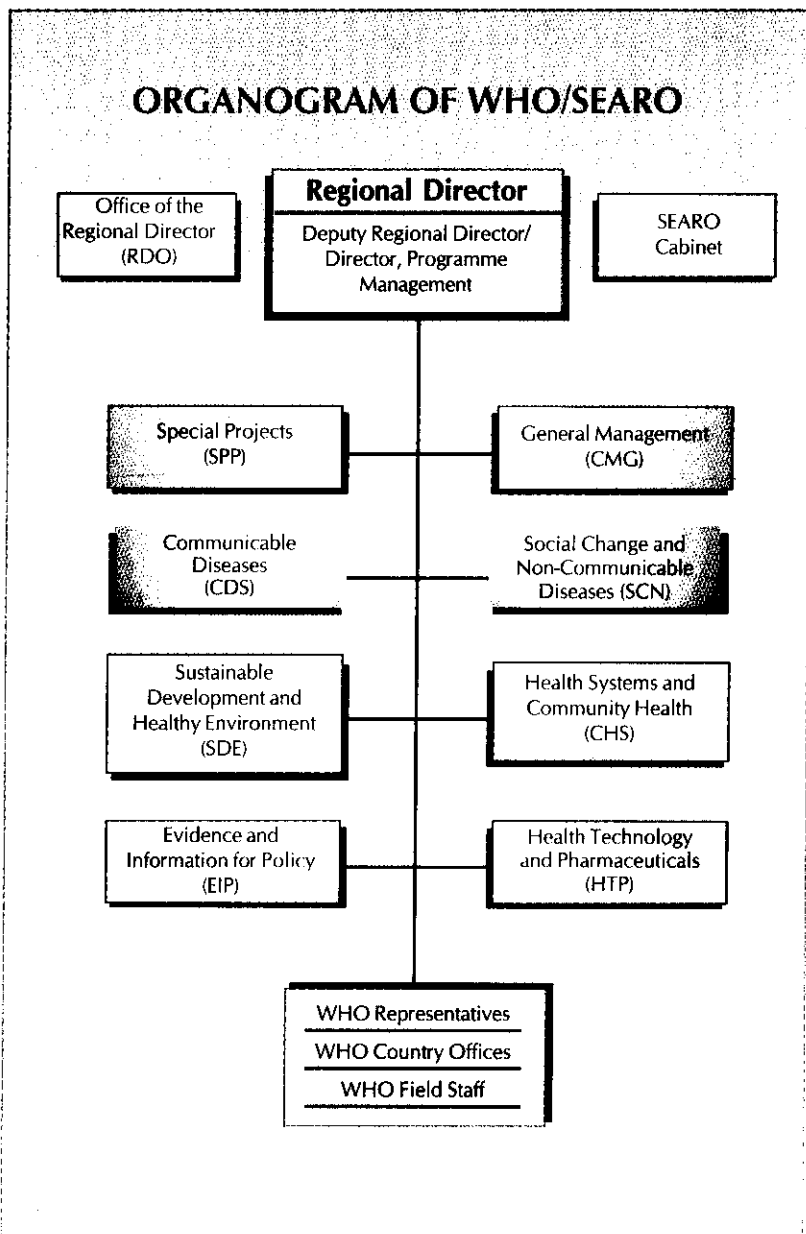 ORGANOGRAM OF WHO/SEARO
Office of the
Regional Director
(RDO)
Regional Director
Deputy Regional Director/
Director, Programme
Management
SEARO
Cabinet
Special Projects
(SPP)
General Management
(CMG)
Communicable
Diseases
(CDS)
Social Change and
Non-Communicable
Diseases (SCN)
Sustainable
Development and
Healthy Environment
(SDE)
Health Systems and
Community Health
(CHS)
Evidence and
Information for Policy
(EIP)
Health Technology
and Pharmaceuticals
(HTP)
WHO Representatives
WHO Country Offices
WHO Field Staff